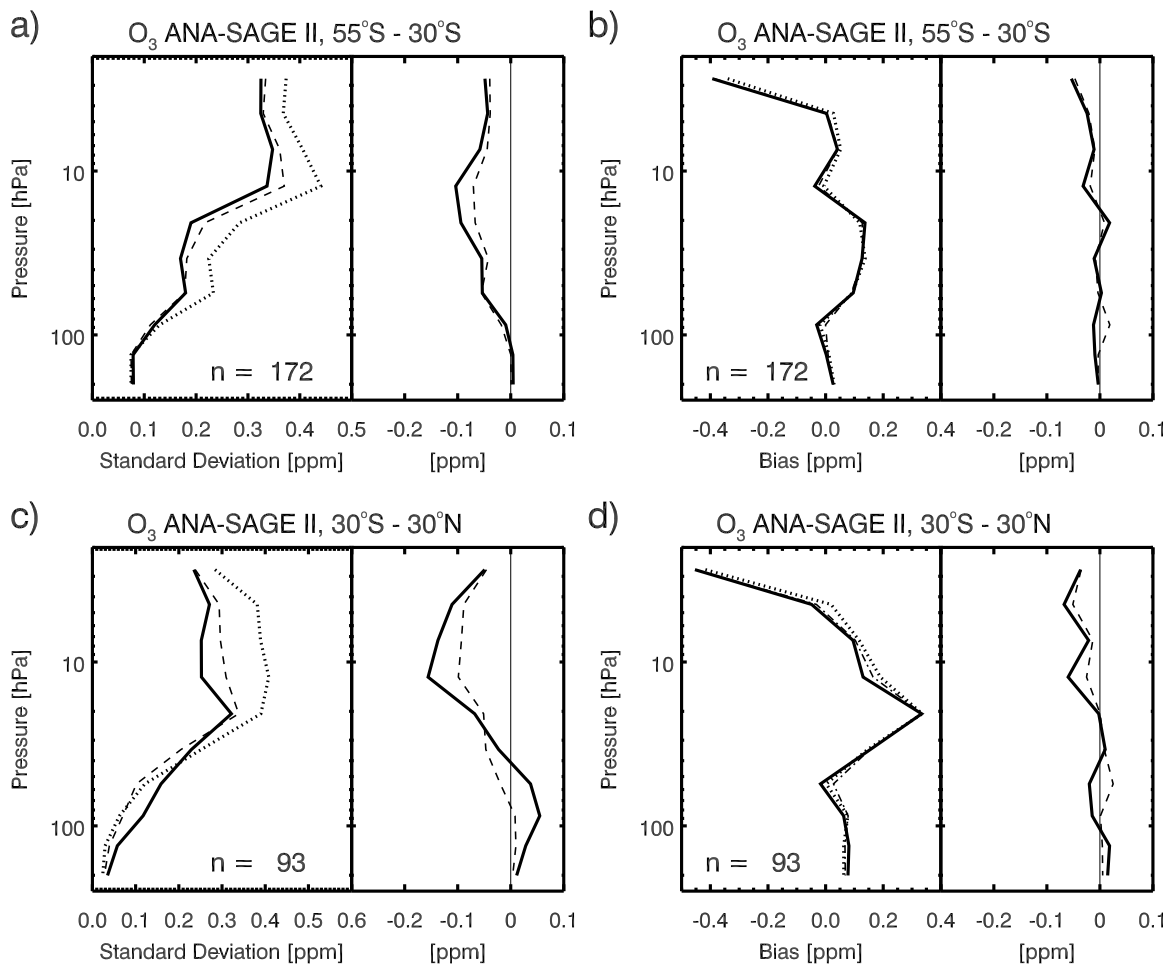 a)
O3 ANA-SAGE II, 55°S - 30°S
Pressure [hPa]
10
100
n = 172
0.0 0.1 0.2 0.3 0.4 0.5 -0.2 -0.1 0 0.1
Standard Deviation [ppm] [ppm]
b)
O3 ANA-SAGE II, 55°S - 30°S
Pressure [hPa]
10
100
n = 172
-0.4 -0.2 0.0 0.2 0.4 -0.2 -0.1 0 0.1
Bias [ppm] [ppm]
c)
O3 ANA-SAGE II, 30°S - 30°N
Pressure [hPa]
10
100
n = 93
0.0 0.1 0.2 0.3 0.4 0.5 0.6 -0.2 -0.1 0 0.1
Standard Deviation [ppm] [ppm]
d)
O3 ANA-SAGE II, 30°S - 30°N
Pressure [hPa]
10
100
n = 93
-0.4 -0.2 0.0 0.2 0.4 -0.2 -0.1 0 0.1
Bias [ppm] [ppm]